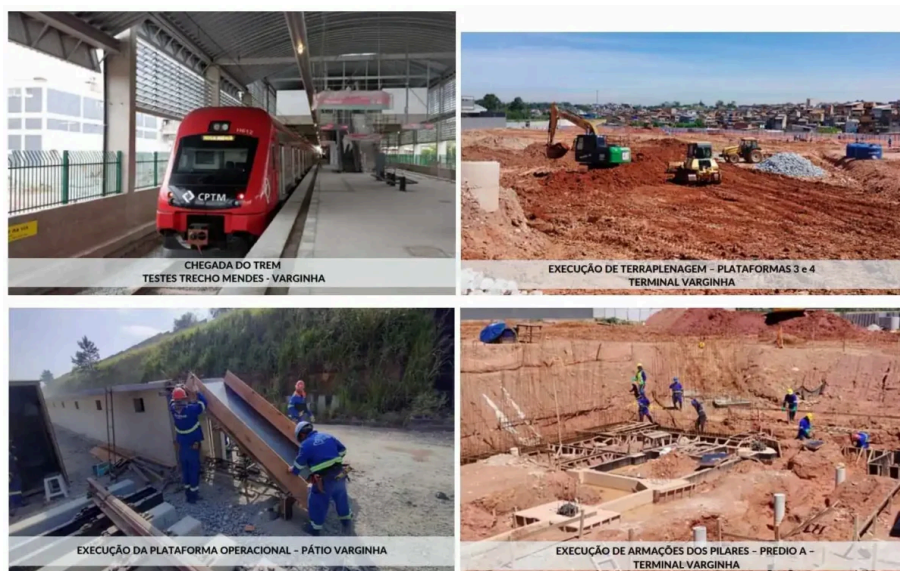 CPTM
CHEGADA DO TREM
TESTES TRECHO MENDES - VARGINHA
EXECUÇÃO DE TERRAPLENAGEM – PLATAFORMAS 3 e 4
TERMINAL VARGINHA
EXECUÇÃO DA PLATAFORMA OPERACIONAL – PÁTIO VARGINHA
EXECUÇÃO DE ARMAÇÕES DOS PILARES – PREDIO A –
TERMINAL VARGINHA